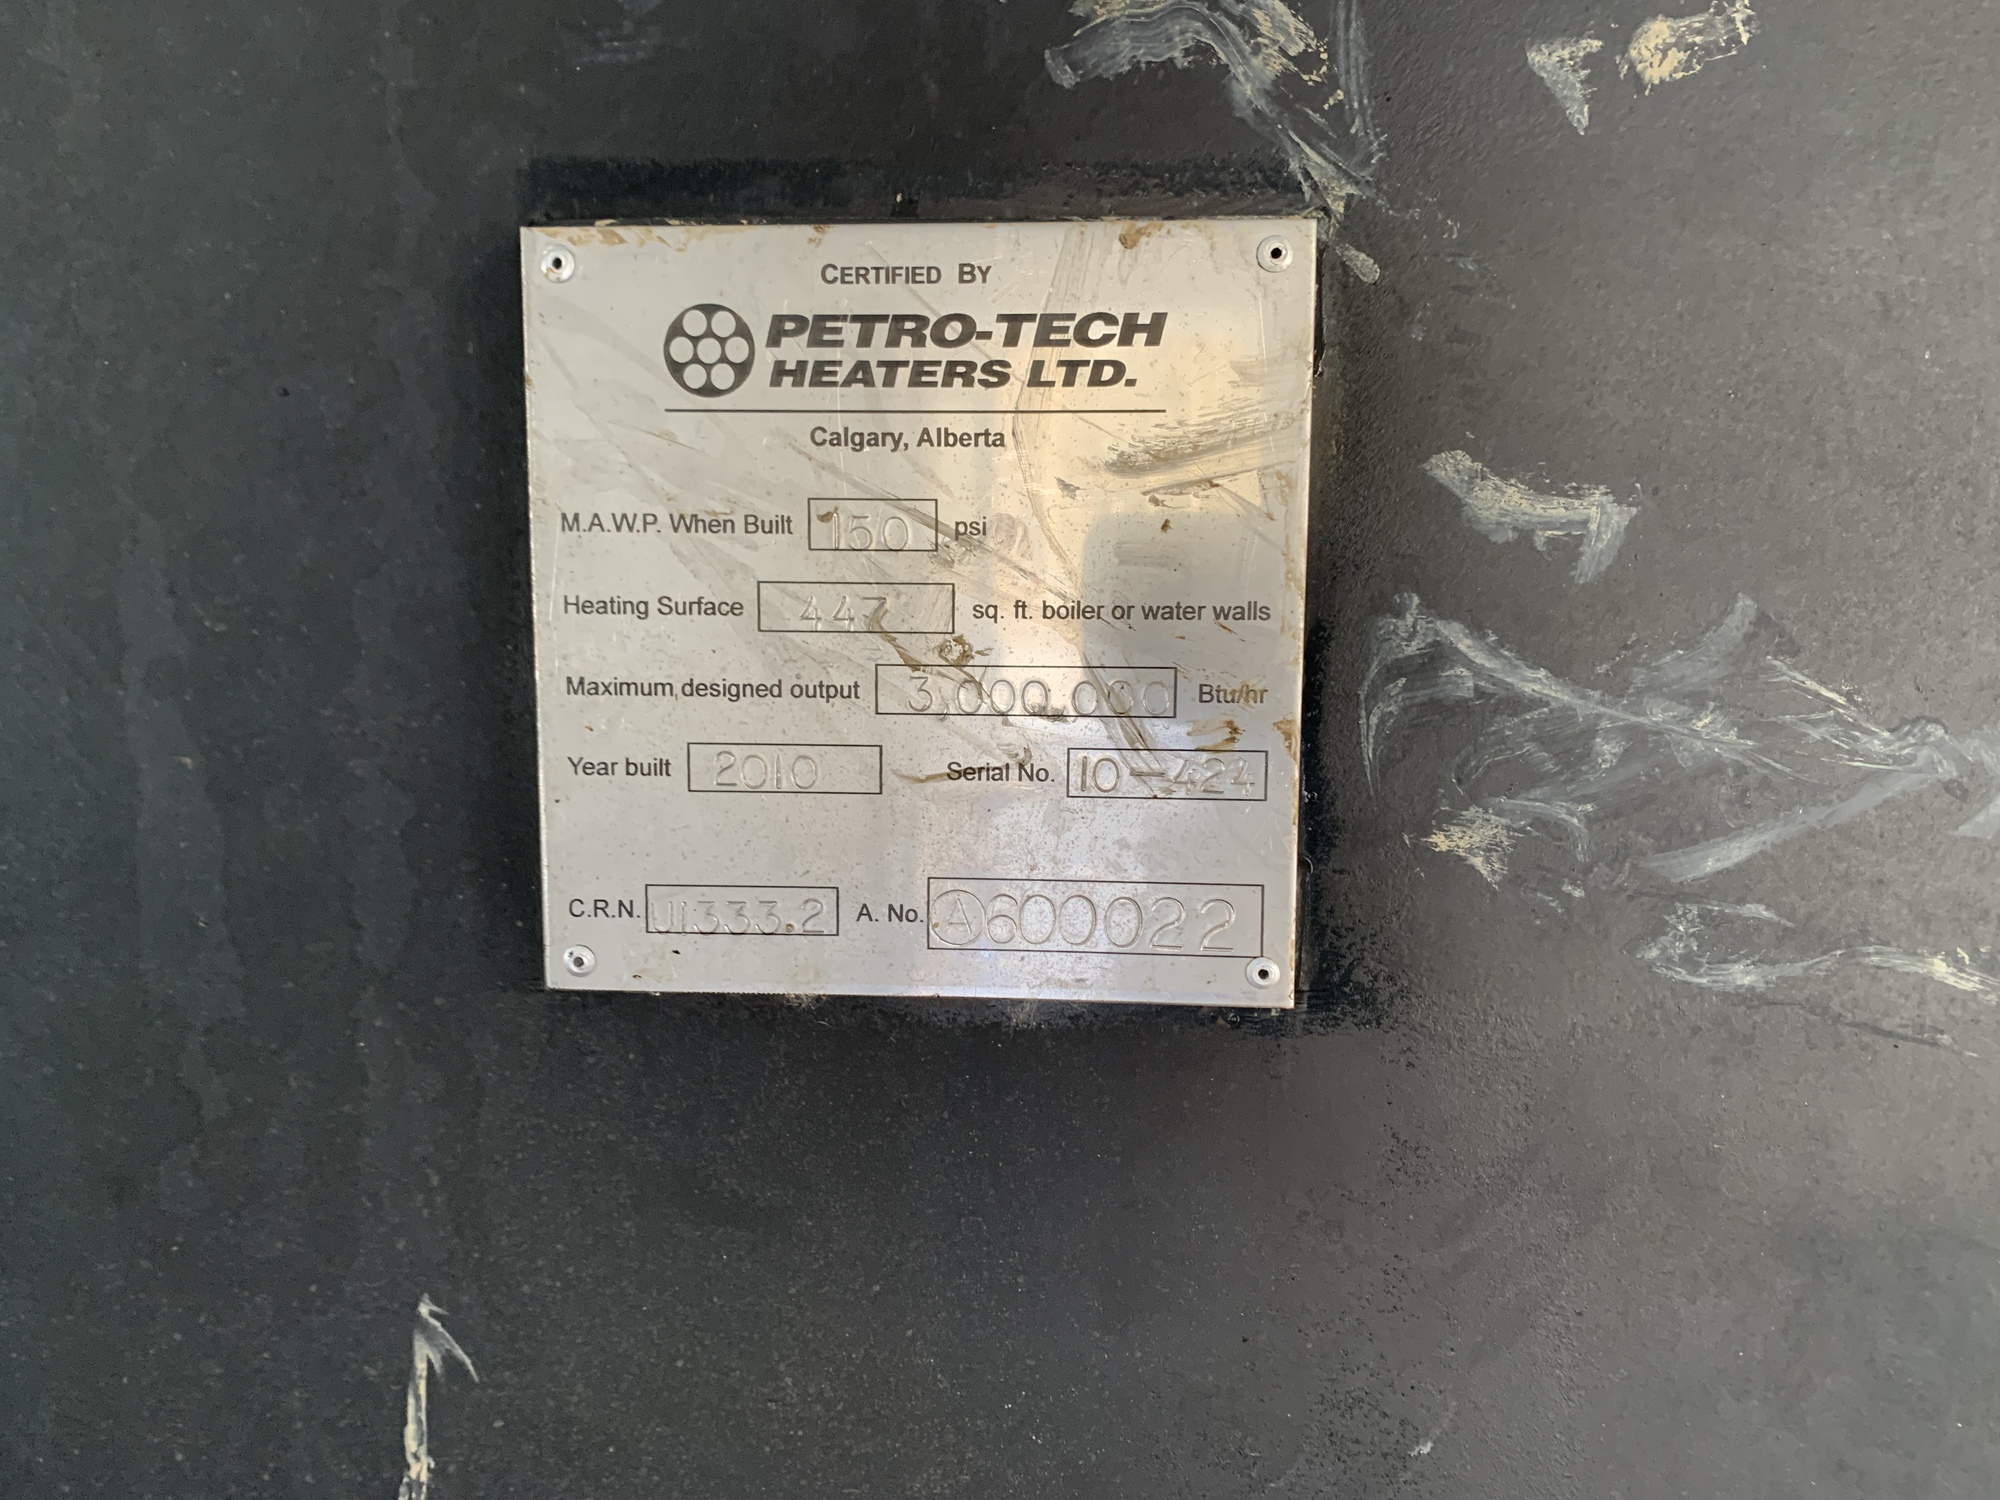 CERTIFIED BY
PETRO-TECH
HEATERS LTD.
Calgary, Alberta
M.A.W.P. When Built 150 psi
Heating Surface 447 sq. ft. boiler or water walls
Maximum designed output 3,000,000 Btu/hr
Year built 2010 Serial No. 10-424
C.R.N. U1333.2 A. No. A600022